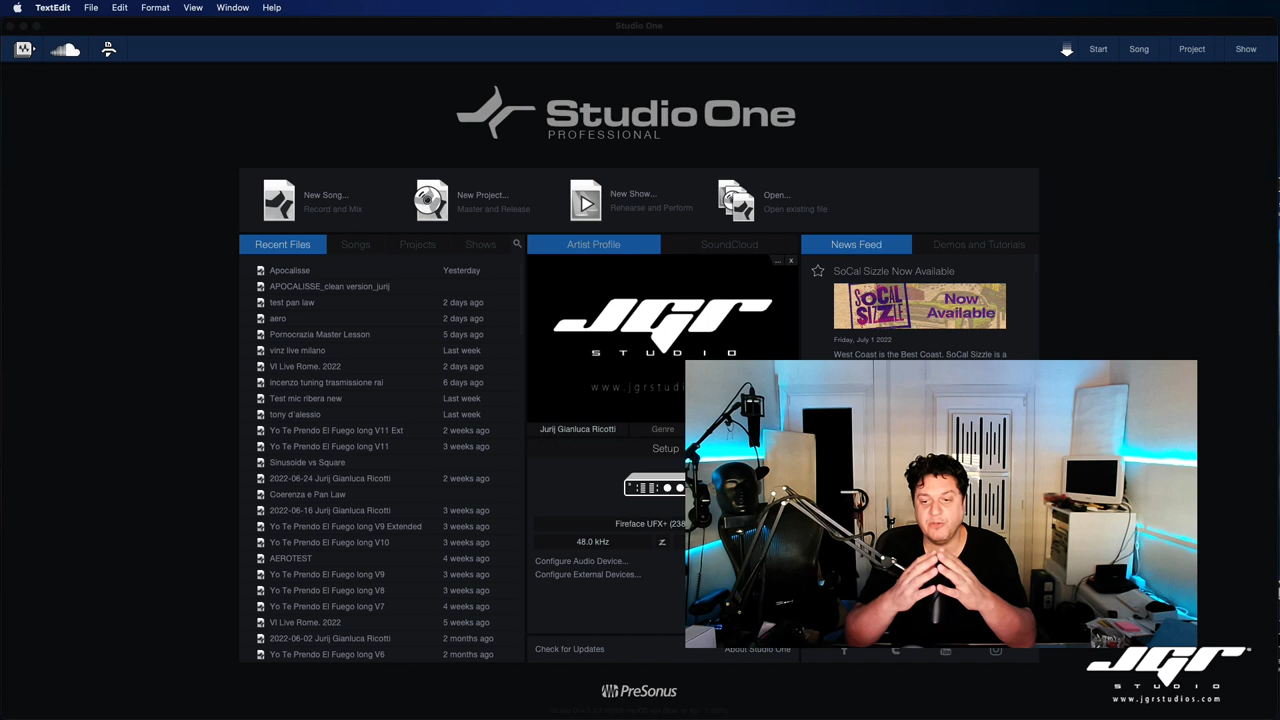 TextEdit File Edit Format View Window Help
Studio One
Start Song Project Show
Studio One
PROFESSIONAL
New Song...
Record and Mix
New Project...
Master and Release
New Show...
Rehearse and Perform
Open...
Open existing file
Recent Files Songs Projects Shows
Apocalisse Yesterday
APOCALISSE_clean version_jurij
test pan law 2 days ago
aero 2 days ago
Pornocrazia Master Lesson 5 days ago
vinz live milano Last week
VI Live Rome. 2022 2 days ago
incenzo tuning trasmissione rai 6 days ago
Test mic ribera new Last week
tony d'alessio Last week
Yo Te Prendo El Fuego long V11 Ext 2 weeks ago
Yo Te Prendo El Fuego long V11 3 weeks ago
Sinusoide vs Square
2022-06-24 Jurij Gianluca Ricotti 2 weeks ago
Coerenza e Pan Law
2022-06-16 Jurij Gianluca Ricotti 3 weeks ago
Yo Te Prendo El Fuego long V9 Extended 3 weeks ago
Yo Te Prendo El Fuego long V10 3 weeks ago
AEROTEST 4 weeks ago
Yo Te Prendo El Fuego long V9 3 weeks ago
Yo Te Prendo El Fuego long V8 3 weeks ago
Yo Te Prendo El Fuego long V7 4 weeks ago
VI Live Rome. 2022 5 weeks ago
2022-06-02 Jurij Gianluca Ricotti 2 months ago
Yo Te Prendo El Fuego long V6 2 months ago
Artist Profile SoundCloud
... x
JGR
STUDIO
www.jgrstudi
Jurij Gianluca Ricotti Genre
Setup
Fireface UFX+ (238
48.0 kHz
Configure Audio Device...
Configure External Devices...
Check for Updates About Studio One
News Feed Demos and Tutorials
SoCal Sizzle Now Available
SOCAL SIZZLE
Now Available
Friday, July 1 2022
West Coast is the Best Coast. SoCal Sizzle is a
PreSonus
JGR
STUDIO
www.jgrstudios.com